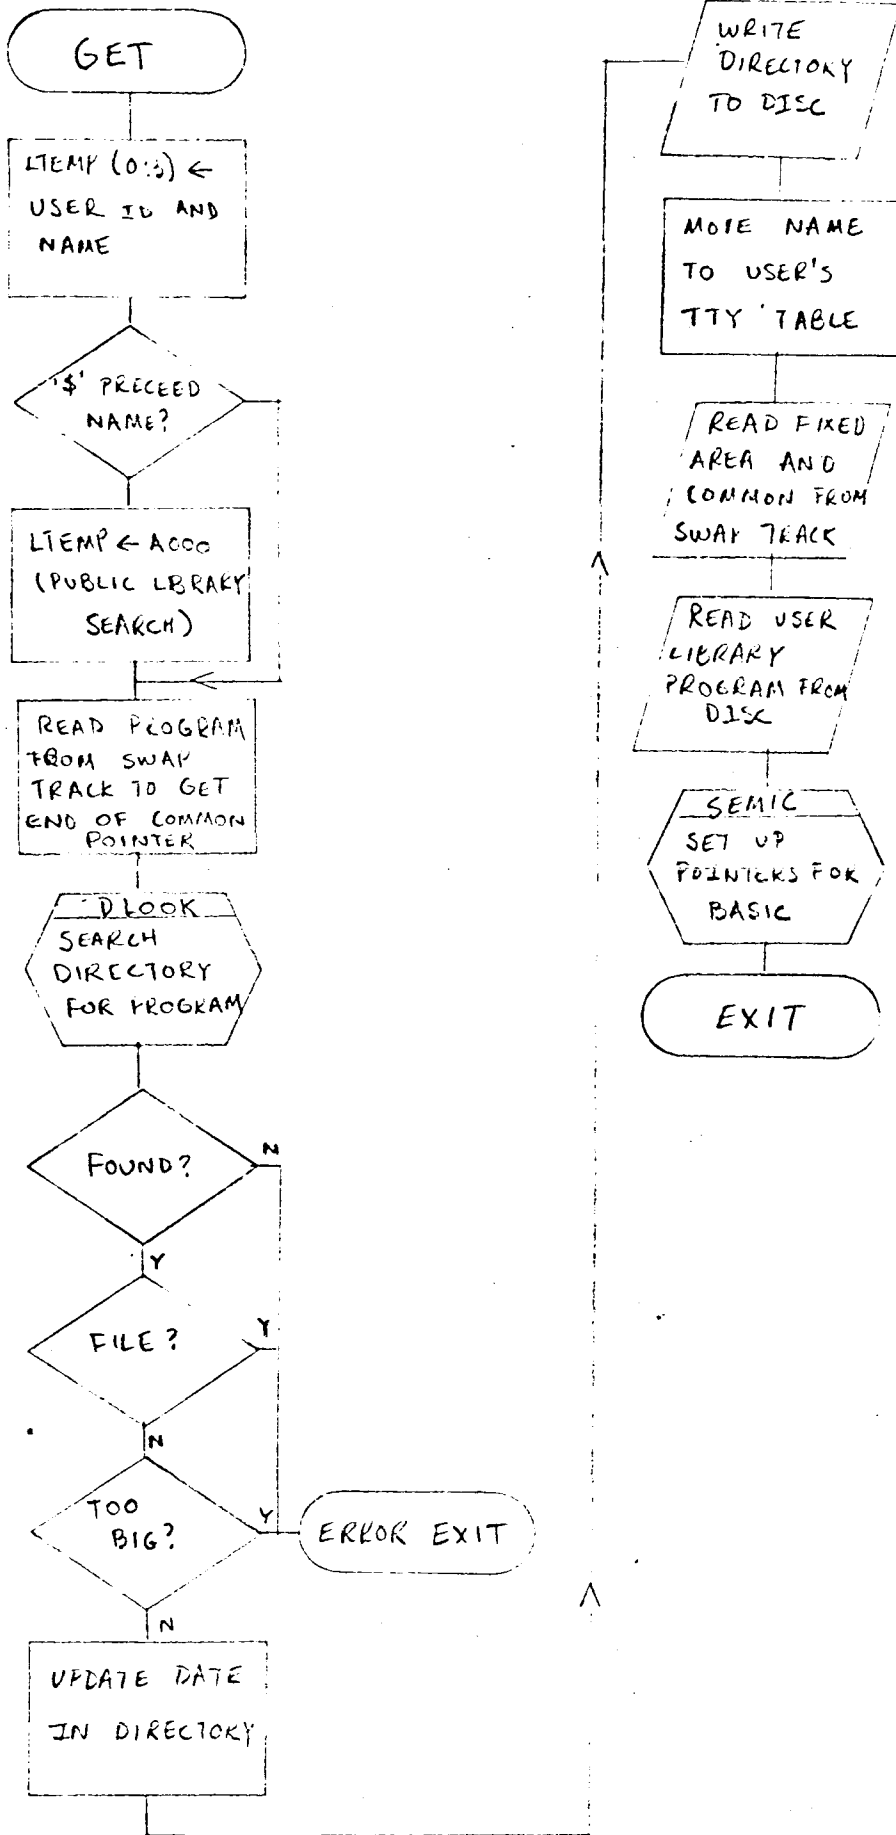 GET
LTEMP (0:3) ←
USER ID AND
NAME
'$' PRECEED
NAME?
LTEMP ← A000
(PUBLIC LBRARY
SEARCH)
READ PROGRAM
FROM SWAP
TRACK TO GET
END OF COMMON
POINTER
DLOOK
SEARCH
DIRECTORY
FOR PROGRAM
FOUND?
N
Y
FILE?
Y
N
TOO
BIG?
Y
ERROR EXIT
N
UPDATE DATE
IN DIRECTORY
WRITE
DIRECTORY
TO DISC
MOVE NAME
TO USER'S
TTY TABLE
READ FIXED
AREA AND
COMMON FROM
SWAP TRACK
READ USER
LIBRARY
PROGRAM FROM
DISC
SEMIC
SET UP
POINTERS FOR
BASIC
EXIT